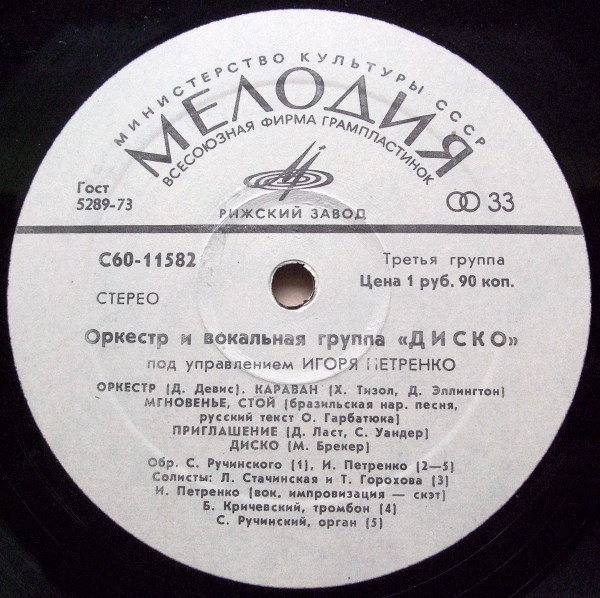 МИНИСТЕРСТВО КУЛЬТУРЫ СССР
МЕЛОДИЯ
ВСЕСОЮЗНАЯ ФИРМА ГРАМПЛАСТИНОК
РИЖСКИЙ ЗАВОД
Гост
5289-73
33
С60-11582
Третья группа
Цена 1 руб. 90 коп.
СТЕРЕО
Оркестр и вокальная группа «ДИСКО»
под управлением ИГОРЯ ПЕТРЕНКО
ОРКЕСТР (Д. Девис). КАРАВАН (Х. Тизол, Д. Эллингтон)
МГНОВЕНЬЕ, СТОЙ (бразильская нар. песня,
русский текст О. Гарбатюка)
ПРИГЛАШЕНИЕ (Д. Ласт, С. Уандер)
ДИСКО (М. Брекер)
Обр. С. Ручинского (1), И. Петренко (2—5)
Солисты: Л. Стачинская и Т. Горохова (3)
И. Петренко (вок. импровизация — скэт)
Б. Кричевский, тромбон (4)
С. Ручинский, орган (5)